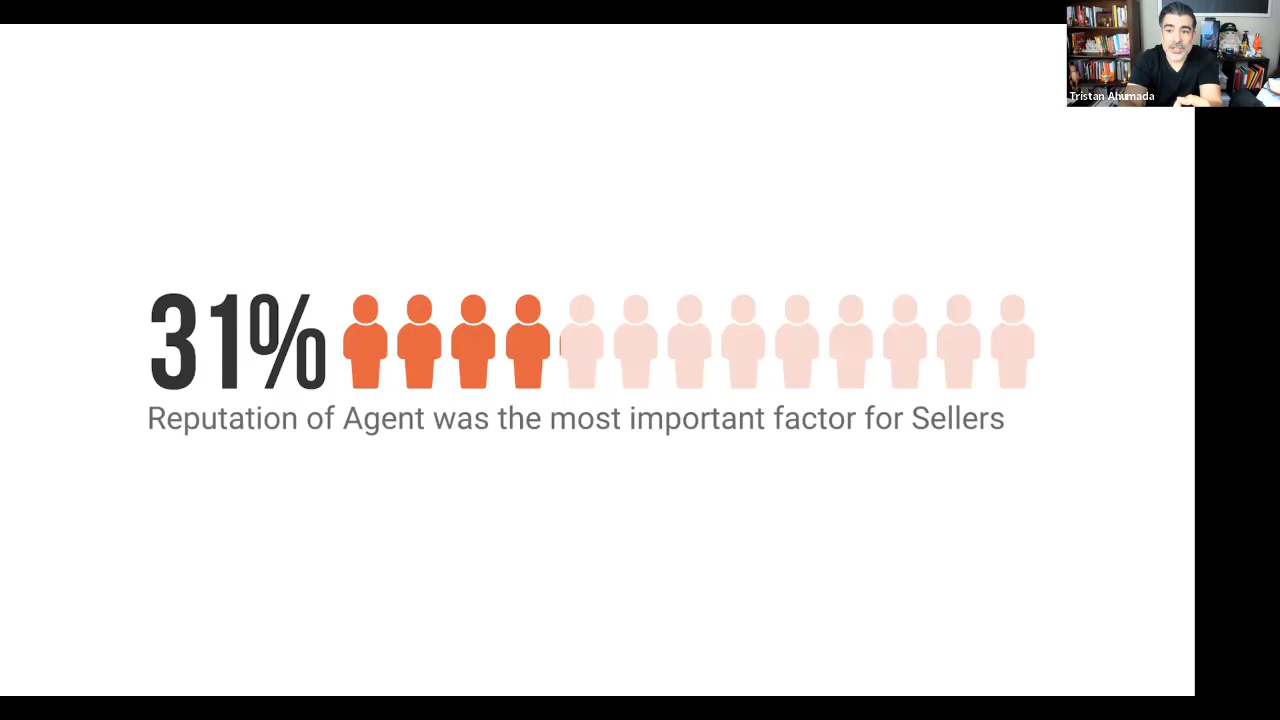 Tristan Ahumada
31%
Reputation of Agent was the most important factor for Sellers